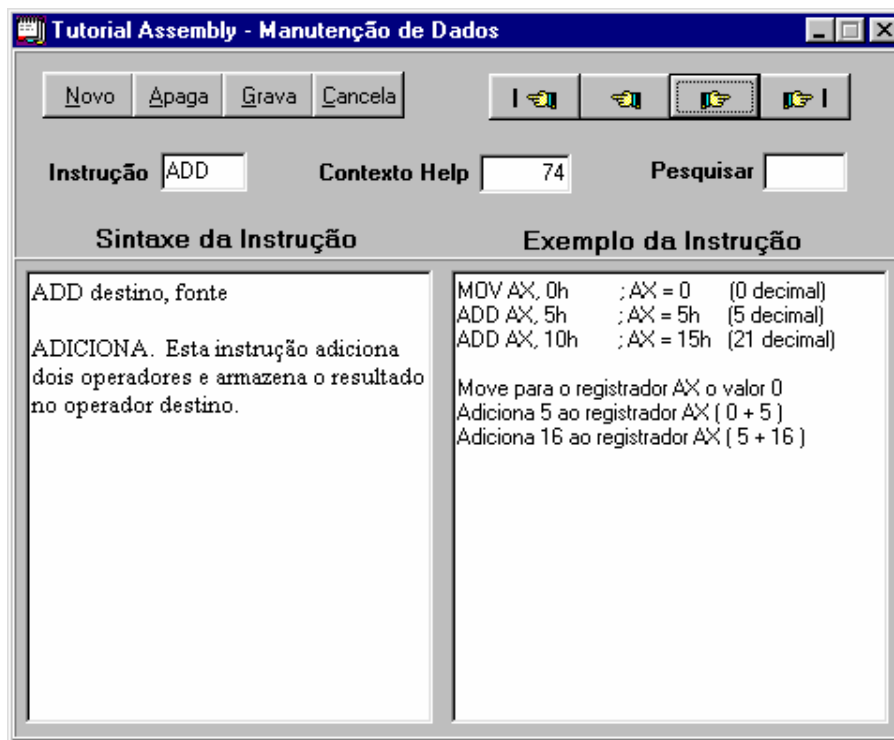 Tutorial Assembly - Manutenção de Dados
Novo Apaga Grava Cancela
Instrução ADD Contexto Help 74 Pesquisar
Sintaxe da Instrução
ADD destino, fonte
ADICIONA. Esta instrução adiciona
dois operadores e armazena o resultado
no operador destino.
Exemplo da Instrução
MOV AX, 0h ; AX = 0 (0 decimal)
ADD AX, 5h ; AX = 5h (5 decimal)
ADD AX, 10h ; AX = 15h (21 decimal)
Move para o registrador AX o valor 0
Adiciona 5 ao registrador AX ( 0 + 5 )
Adiciona 16 ao registrador AX ( 5 + 16 )